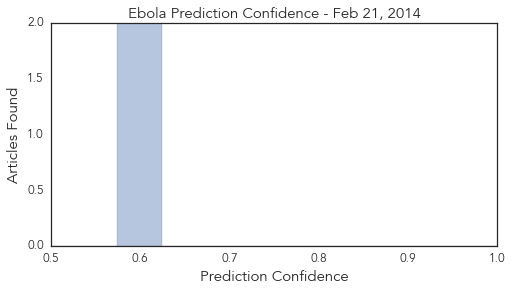 Ebola Prediction Confidence - Feb 21, 2014
2.0
1.5
1.0
0.5
0.0
Articles Found
0.5 0.6 0.7 0.8 0.9 1.0
Prediction Confidence